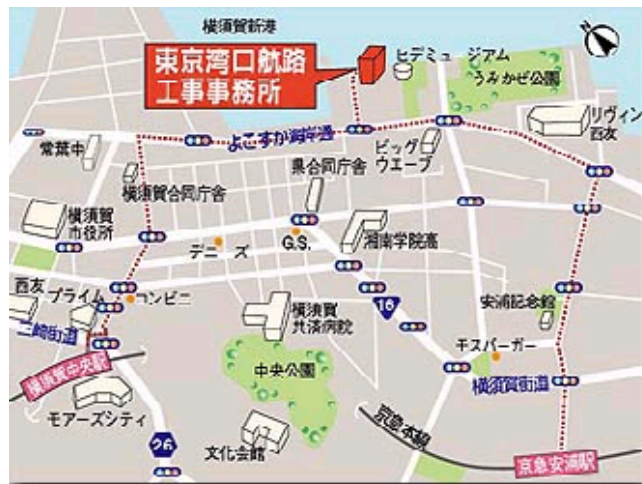 横須賀新港
東京湾口航路
工事事務所
ヒデミュージアム
うみかぜ公園
リヴィン
西友
よこすか海岸通
常葉中
横須賀合同庁舎
県合同庁舎
ビッグ
ウエーブ
横須賀
市役所
デニーズ
G.S.
湘南学院高
西友
プライム
コンビニ
三崎街道
横須賀
共済病院
16
安浦記念館
モスバーガー
横須賀中央駅
中央公園
横須賀街道
モアーズシティ
京急本線
26
文化会館
京急安浦駅